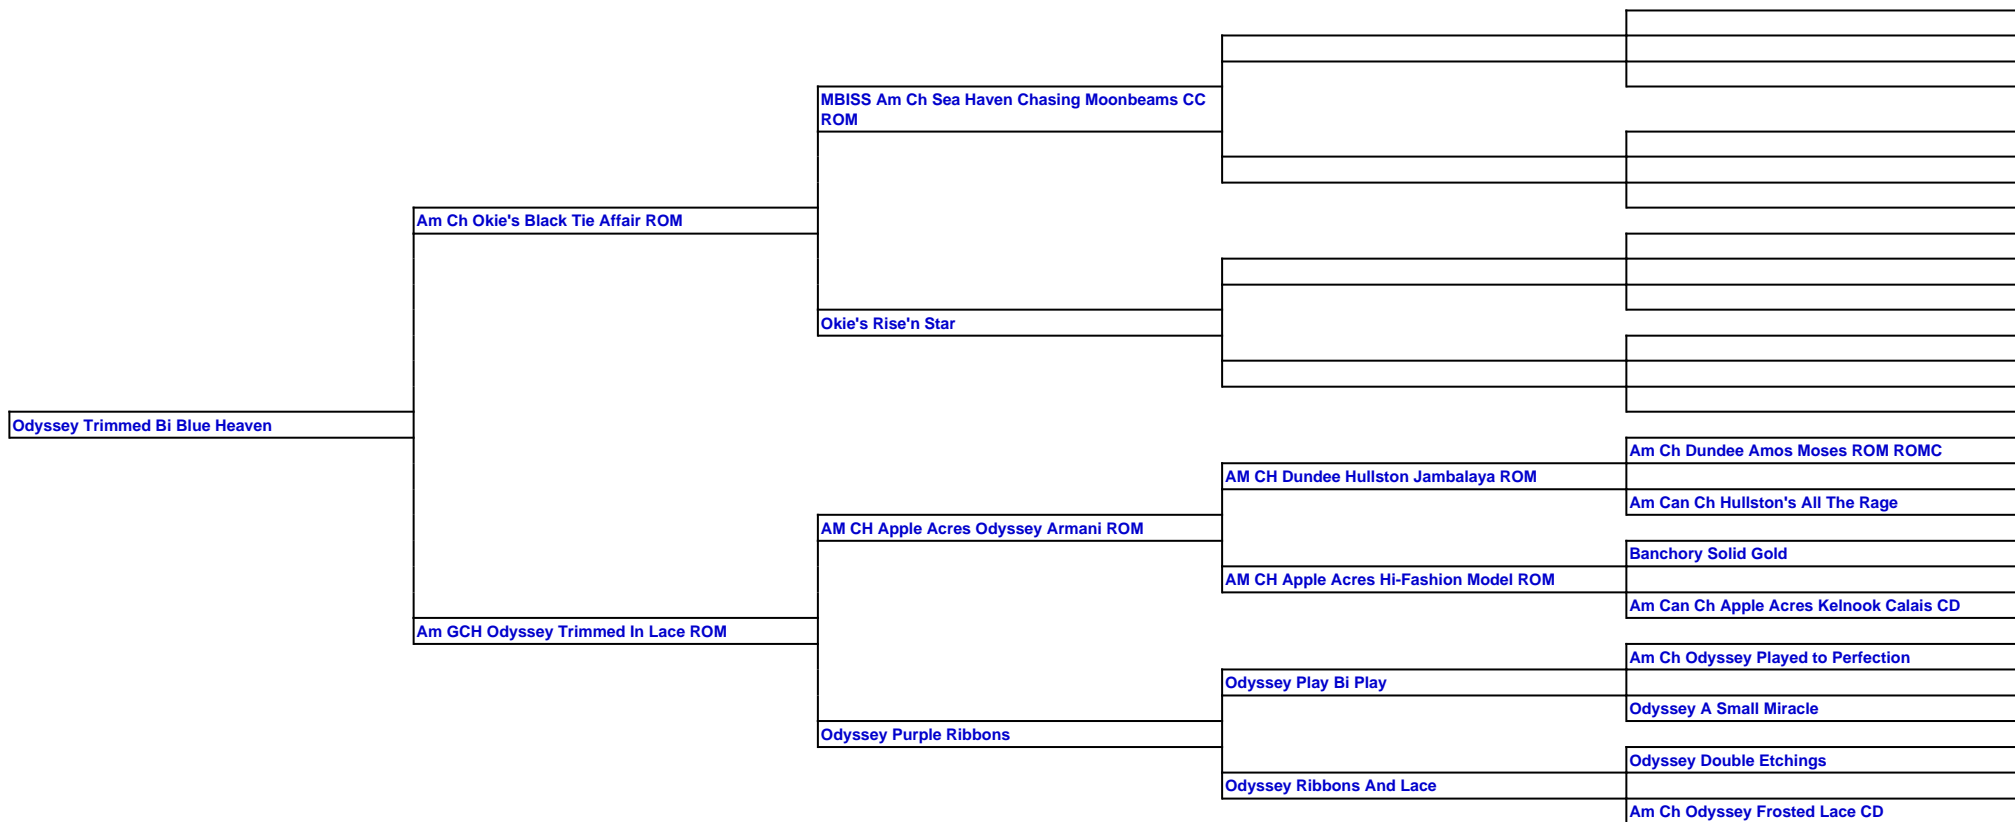 MBISS Am Ch Sea Haven Chasing Moonbeams CC
ROM
Am Ch Okie's Black Tie Affair ROM
Okie's Rise'n Star
Odyssey Trimmed Bi Blue Heaven
Am Ch Dundee Amos Moses ROM ROMC
AM CH Dundee Hullston Jambalaya ROM
Am Can Ch Hullston's All The Rage
AM CH Apple Acres Odyssey Armani ROM
Banchory Solid Gold
AM CH Apple Acres Hi-Fashion Model ROM
Am Can Ch Apple Acres Kelnook Calais CD
Am GCH Odyssey Trimmed In Lace ROM
Am Ch Odyssey Played to Perfection
Odyssey Play Bi Play
Odyssey A Small Miracle
Odyssey Purple Ribbons
Odyssey Double Etchings
Odyssey Ribbons And Lace
Am Ch Odyssey Frosted Lace CD